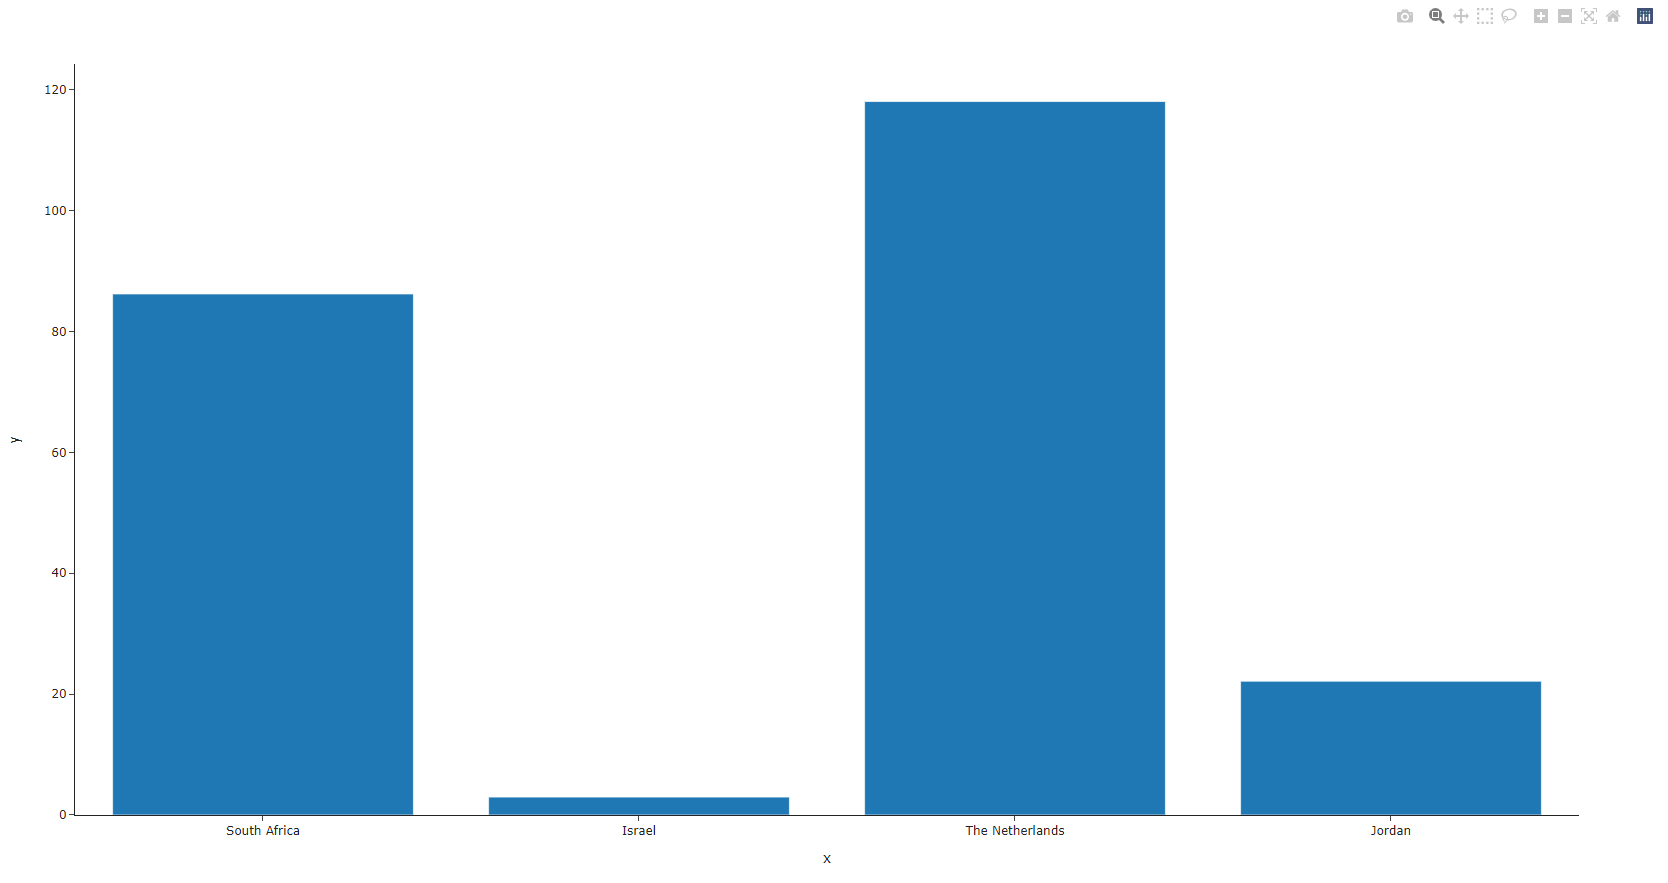 120
100
80
60
40
20
0
y
South Africa
Israel
The Netherlands
Jordan
x